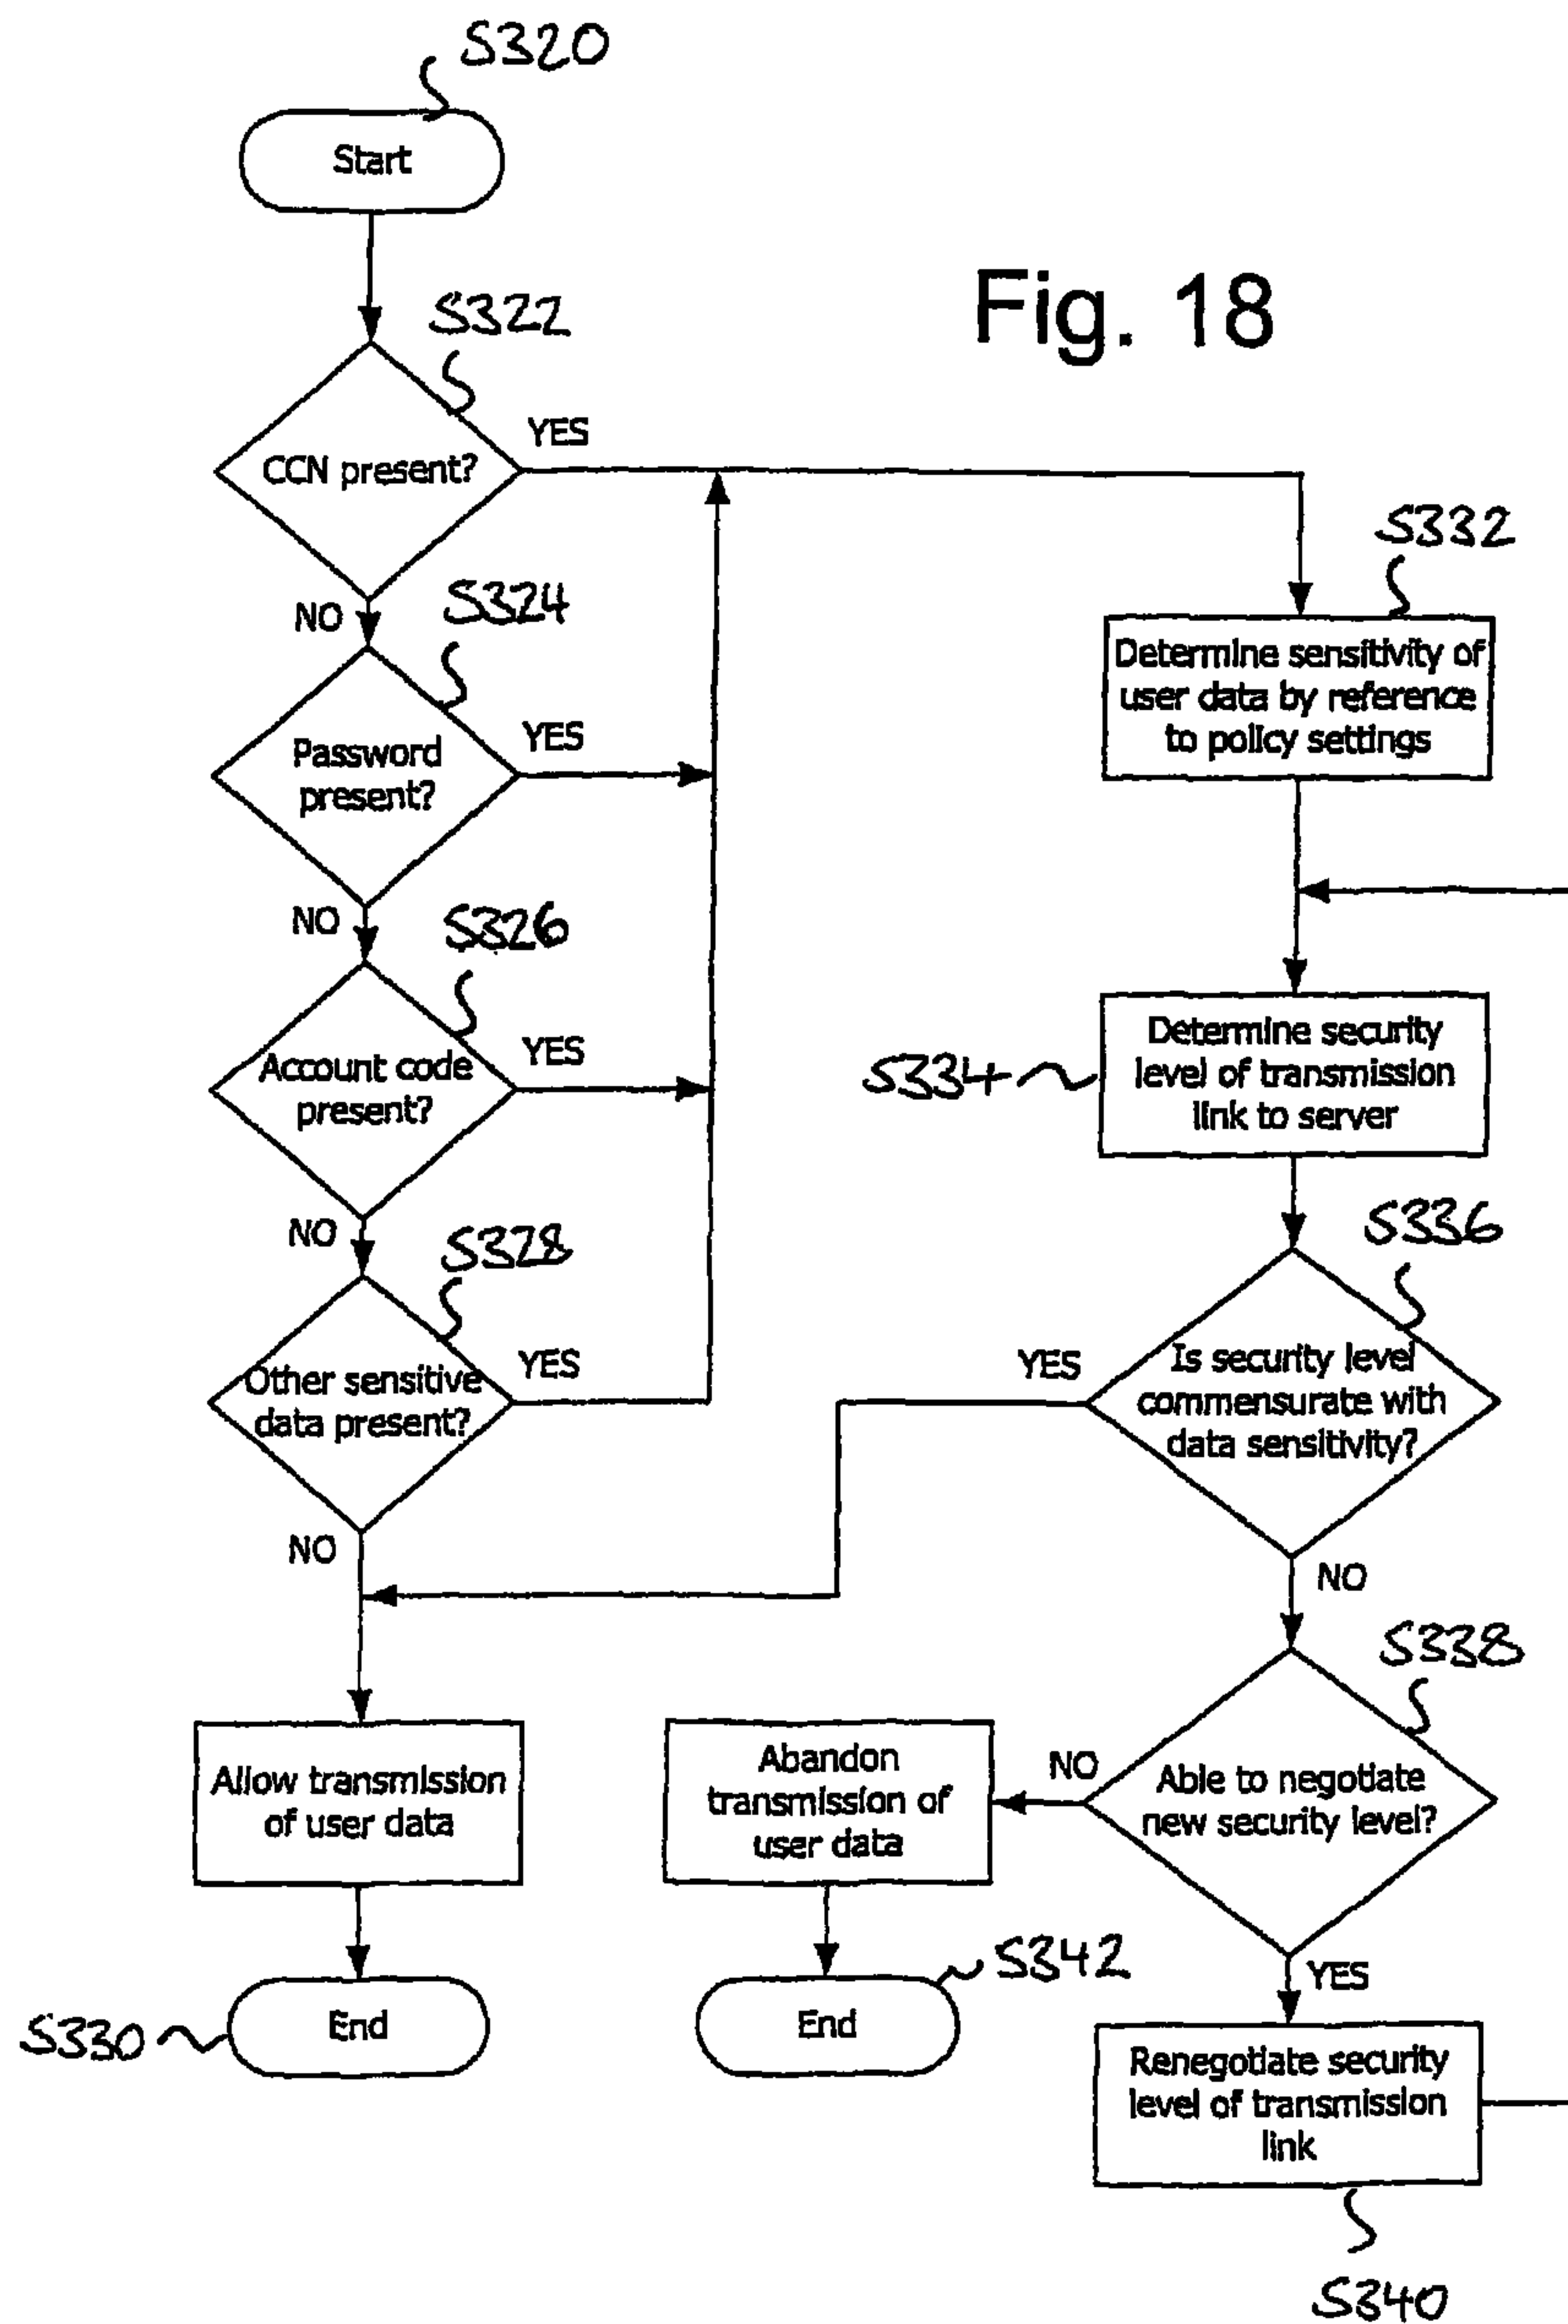 S320
Start
Fig. 18
S322
CCN present?
YES
NO
S324
Password
present?
YES
NO
S326
Account code
present?
YES
NO
S328
Other sensitive
data present?
YES
NO
Allow transmission
of user data
End
S330
S332
Determine sensitivity of
user data by reference
to policy settings
Determine security
level of transmission
link to server
S334
S336
Is security level
commensurate with
data sensitivity?
YES
NO
S338
Able to negotiate
new security level?
NO
Abandon
transmission of
user data
End
S342
YES
Renegotiate security
level of transmission
link
S340